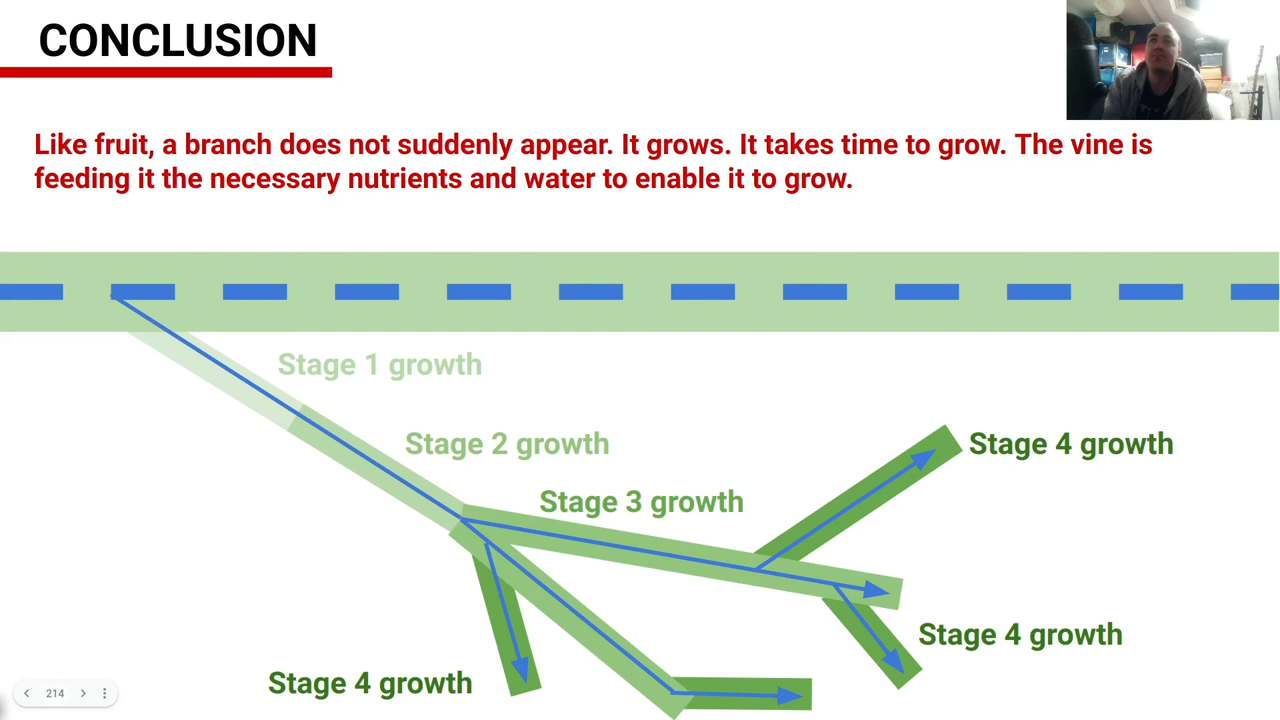 CONCLUSION
Like fruit, a branch does not suddenly appear. It grows. It takes time to grow. The vine is
feeding it the necessary nutrients and water to enable it to grow.
Stage 1 growth
Stage 2 growth
Stage 4 growth
Stage 3 growth
Stage 4 growth
Stage 4 growth
214